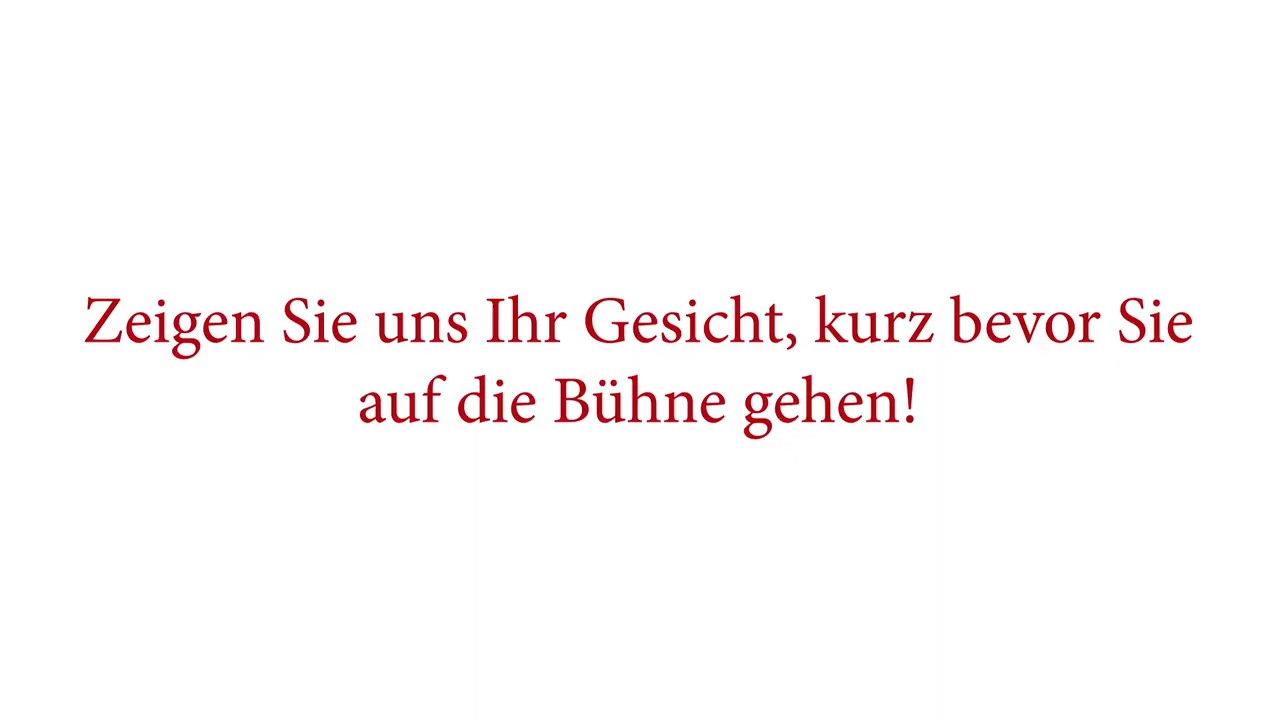 Zeigen Sie uns Ihr Gesicht, kurz bevor Sie
auf die Bühne gehen!